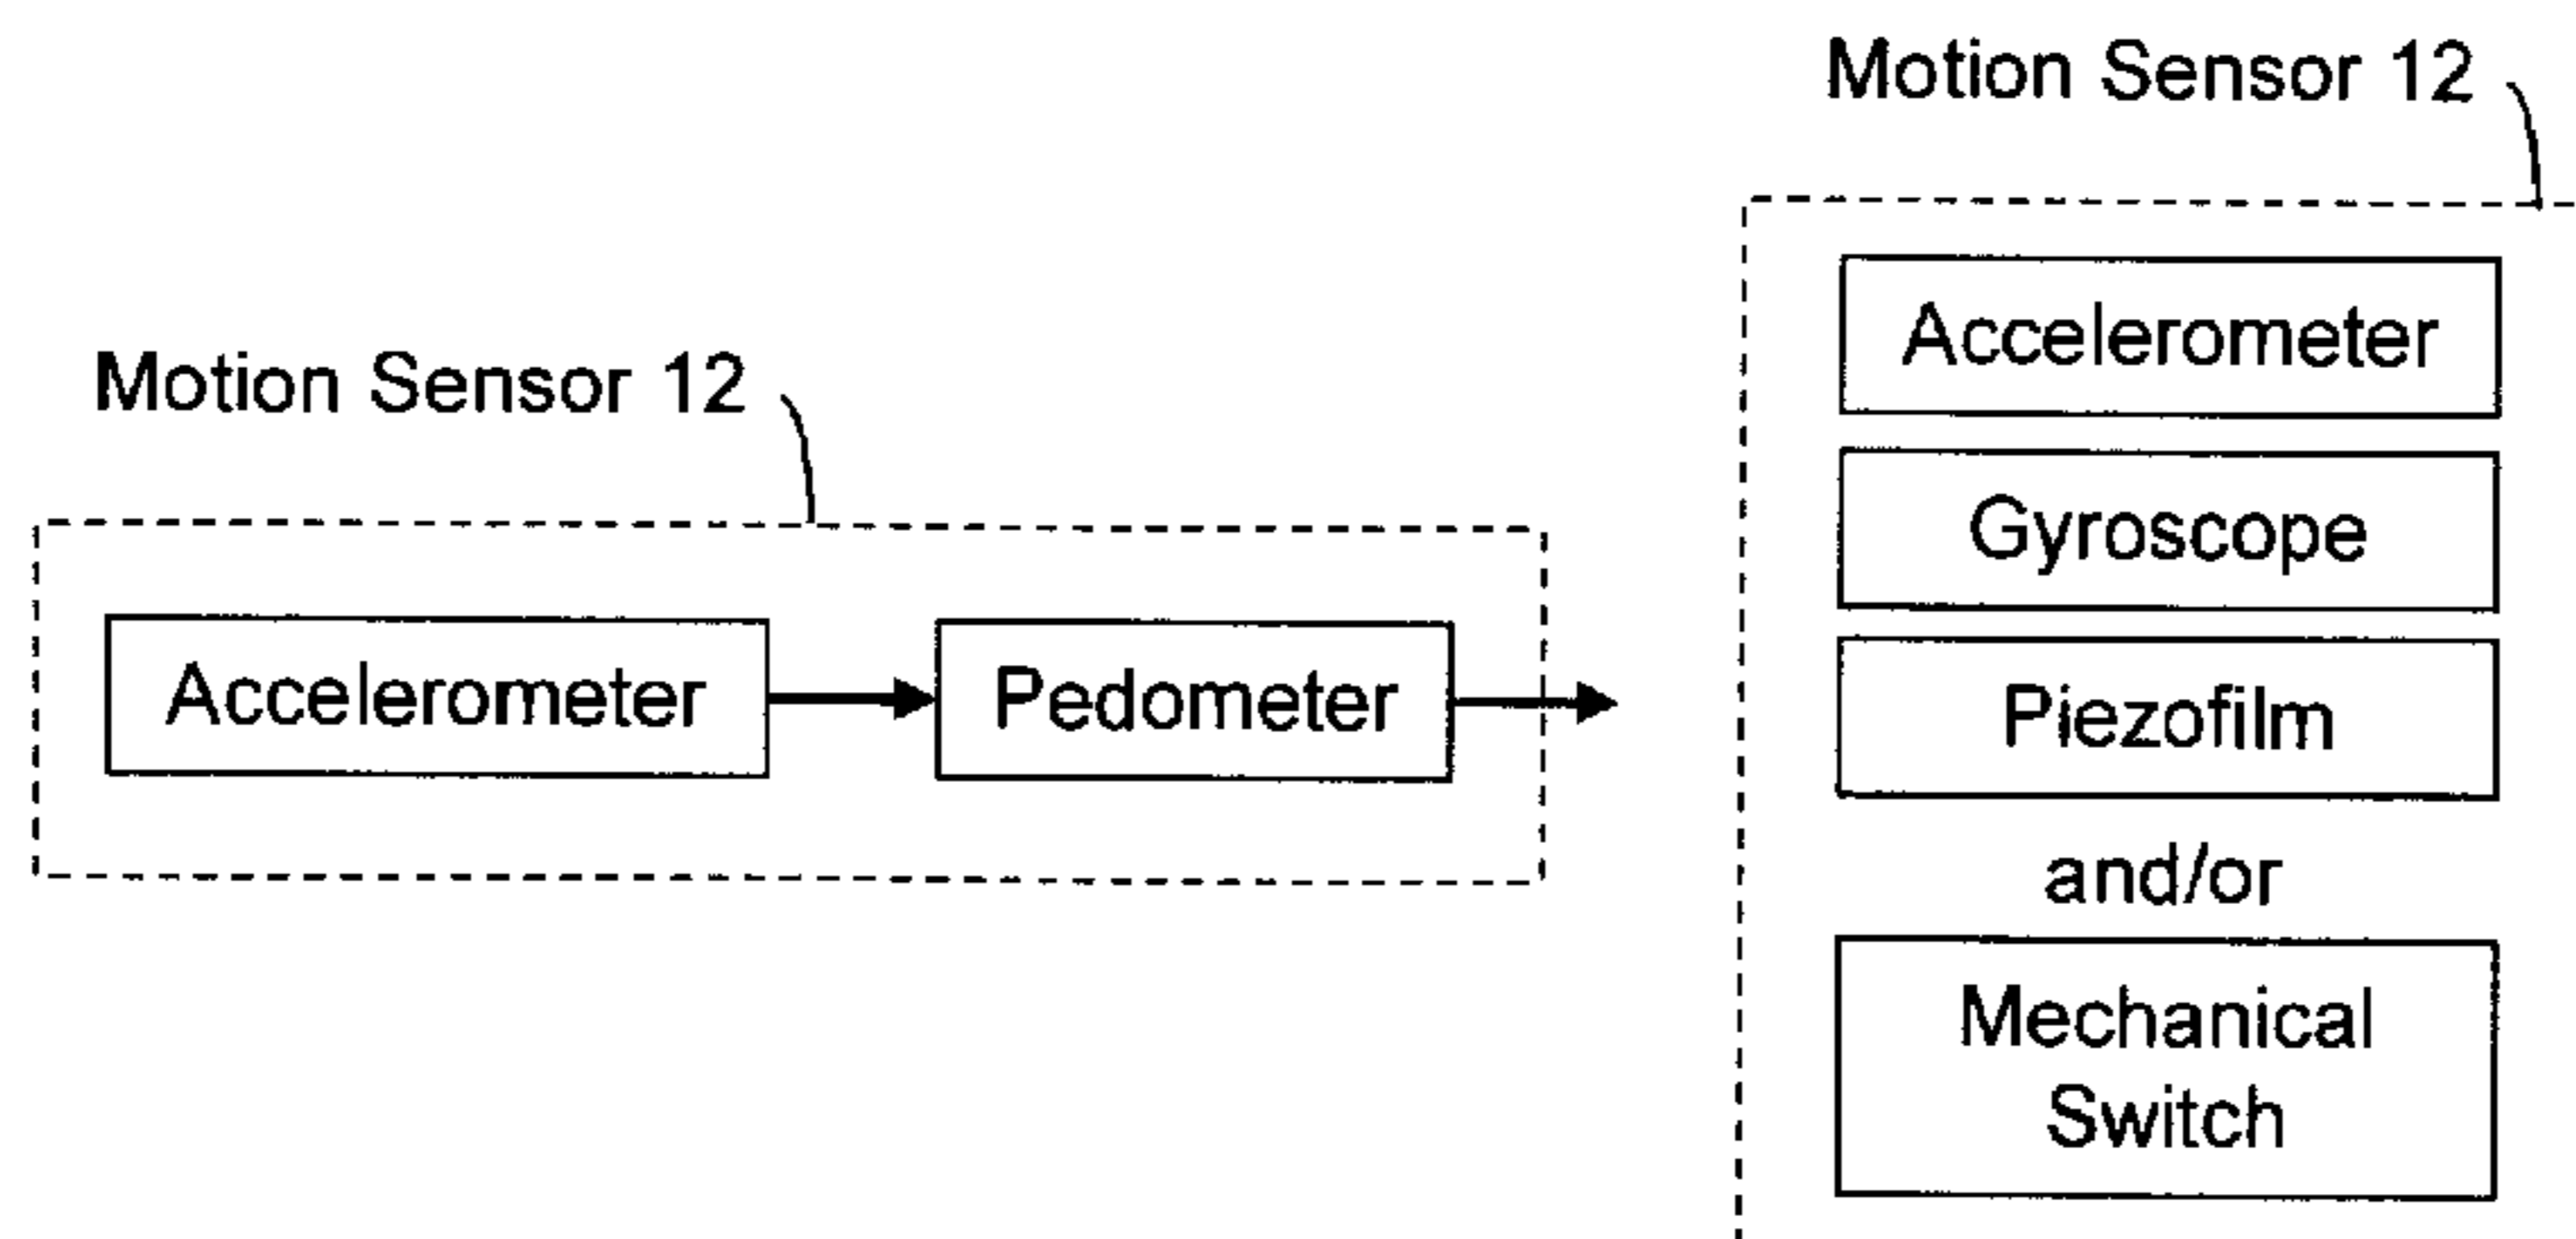 Motion Sensor 12
Accelerometer
Pedometer
Motion Sensor 12
Accelerometer
Gyroscope
Piezofilm
and/or
Mechanical
Switch